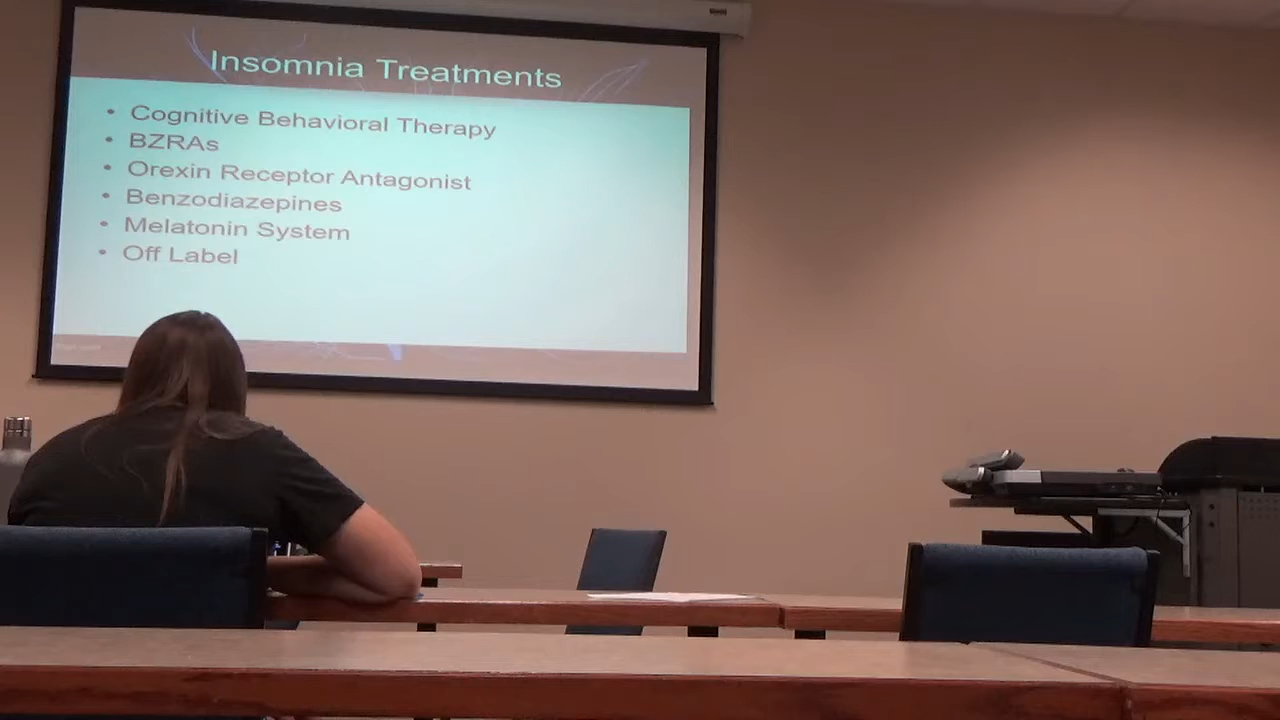 Insomnia Treatments
• Cognitive Behavioral Therapy
• BZRAs
• Orexin Receptor Antagonist
• Benzodiazepines
• Melatonin System
• Off Label